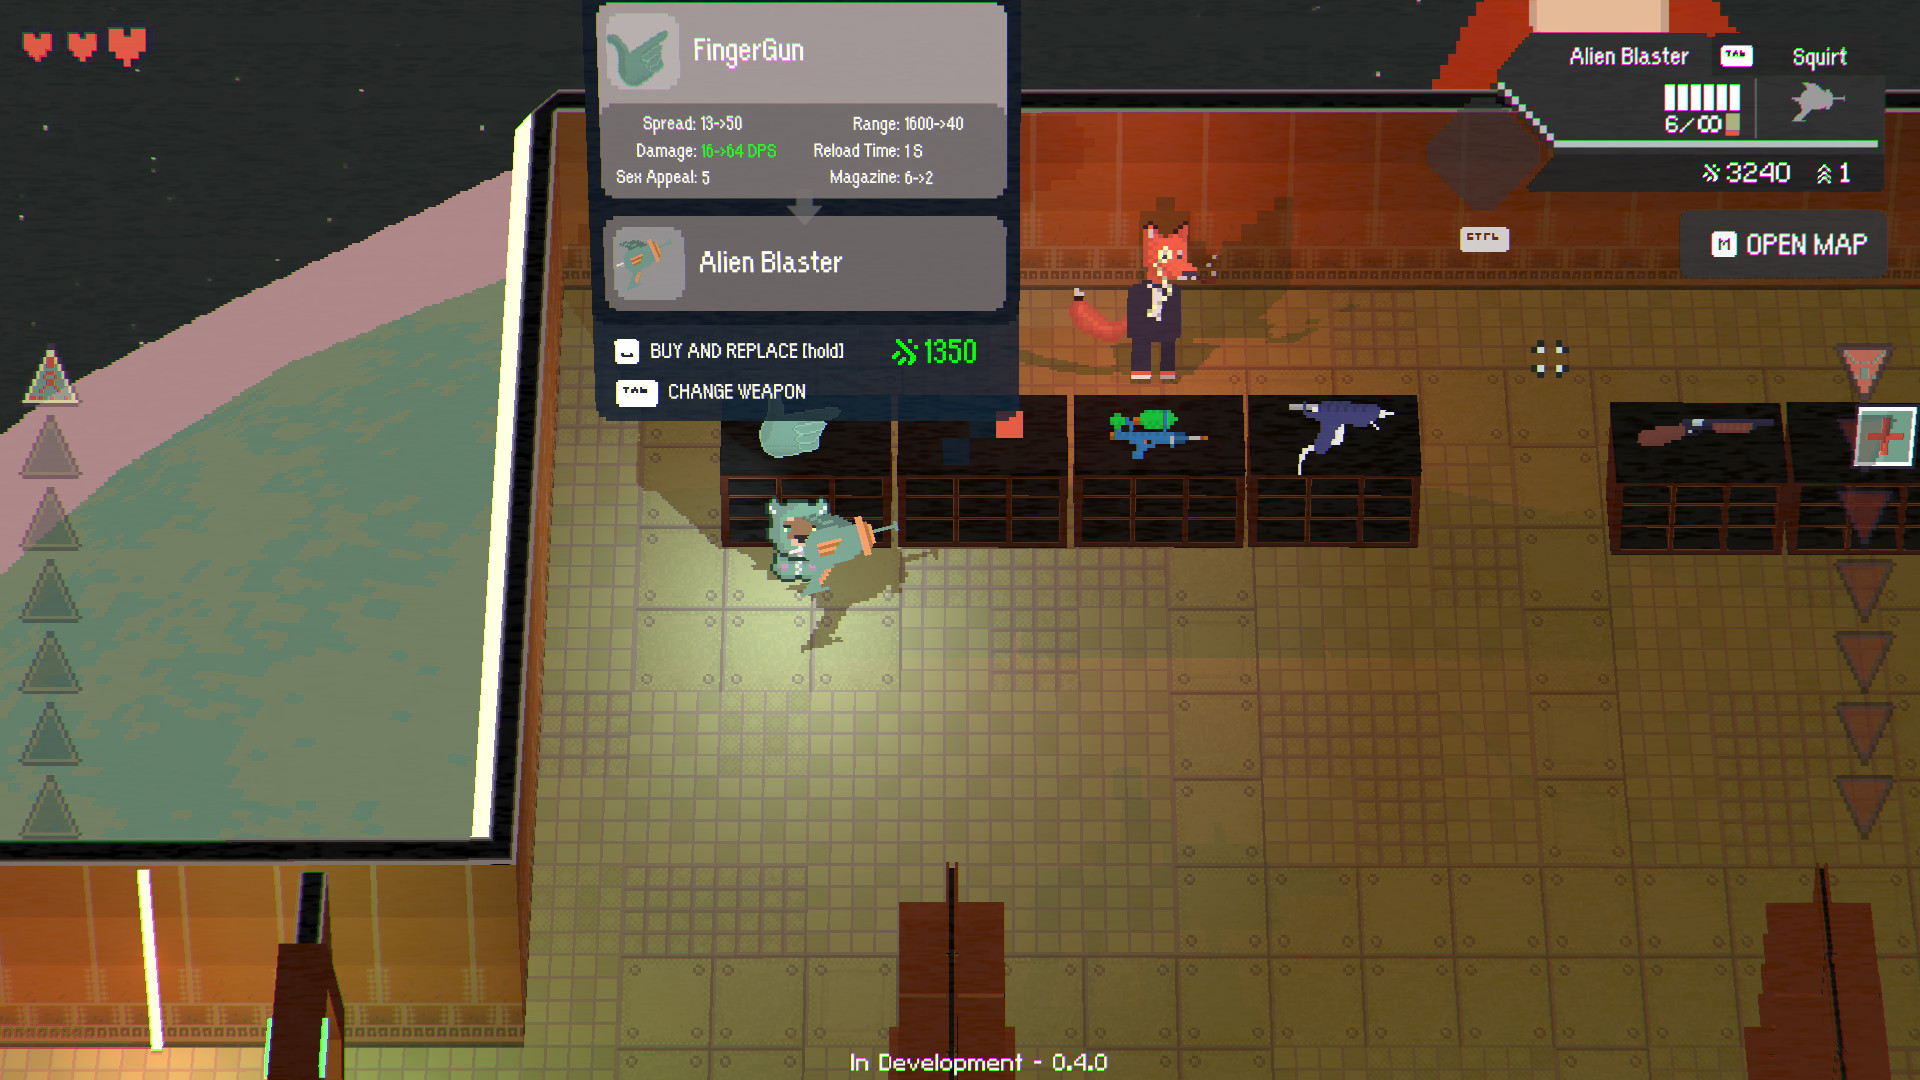 FingerGun
Spread: 13->50
Range: 1600->40
Damage: 16->64 DPS
Reload Time: 1 S
Sex Appeal: 5
Magazine: 6->2
Alien Blaster
BUY AND REPLACE [hold]
1350
TAB
CHANGE WEAPON
Alien Blaster
TAB
Squirt
6/∞
3240
1
CTRL
M
OPEN MAP
In Development - 0.4.0